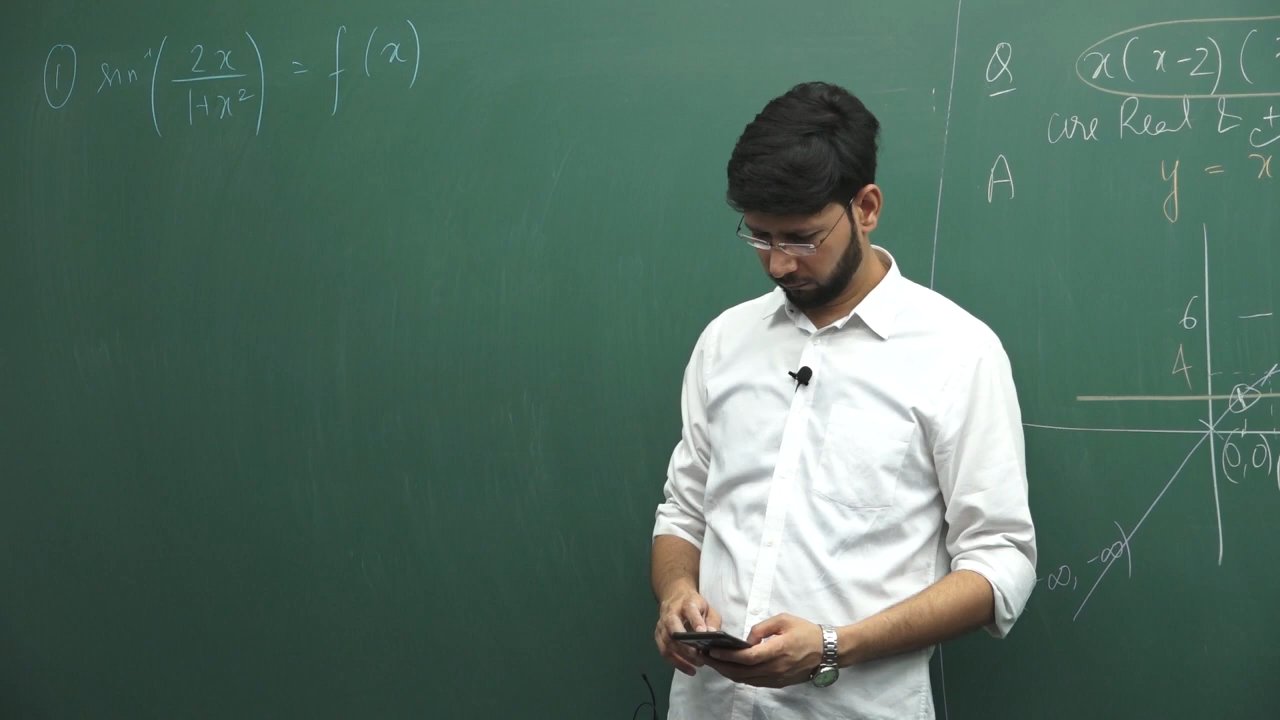 ① sin⁻¹(2x/1+x²) = f(x)
Q x(x-2)(
are Real & ±
A y = x
6
4
(0,0)
-∞, -∞